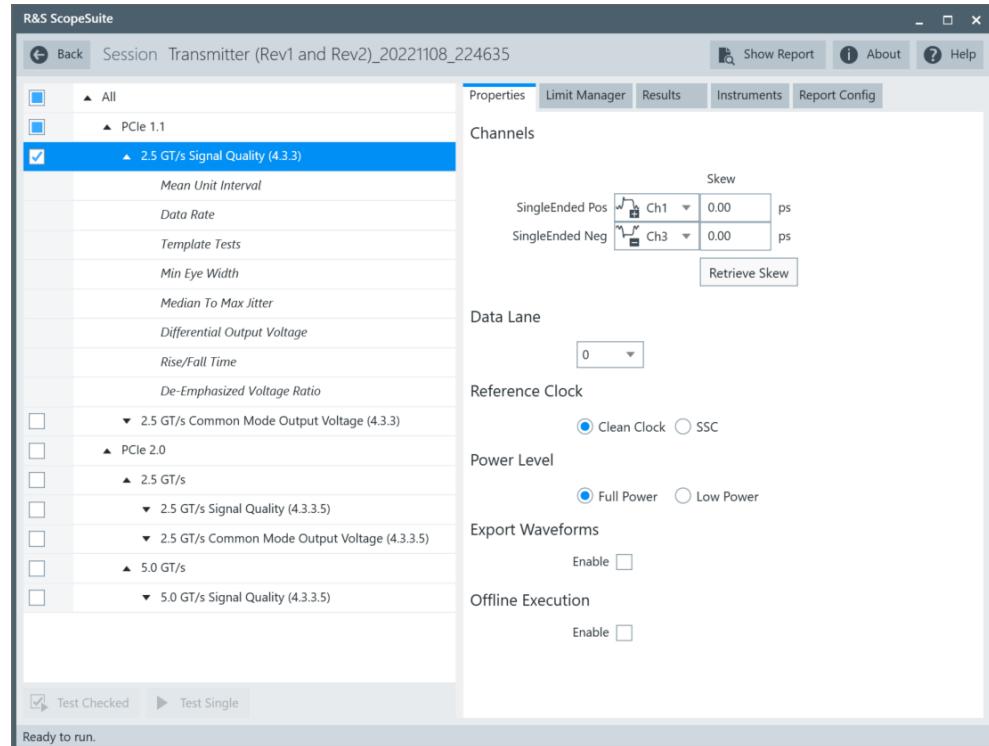 R&S ScopeSuite
Back Session Transmitter (Rev1 and Rev2)_20221108_224635 Show Report About Help
All
PCIe 1.1
2.5 GT/s Signal Quality (4.3.3)
Mean Unit Interval
Data Rate
Template Tests
Min Eye Width
Median To Max Jitter
Differential Output Voltage
Rise/Fall Time
De-Emphasized Voltage Ratio
2.5 GT/s Common Mode Output Voltage (4.3.3)
PCIe 2.0
2.5 GT/s
2.5 GT/s Signal Quality (4.3.3.5)
2.5 GT/s Common Mode Output Voltage (4.3.3.5)
5.0 GT/s
5.0 GT/s Signal Quality (4.3.3.5)
Test Checked Test Single
Properties Limit Manager Results Instruments Report Config
Channels
Skew
SingleEnded Pos Ch1 0.00 ps
SingleEnded Neg Ch3 0.00 ps
Retrieve Skew
Data Lane
0
Reference Clock
Clean Clock SSC
Power Level
Full Power Low Power
Export Waveforms
Enable
Offline Execution
Enable
Ready to run.